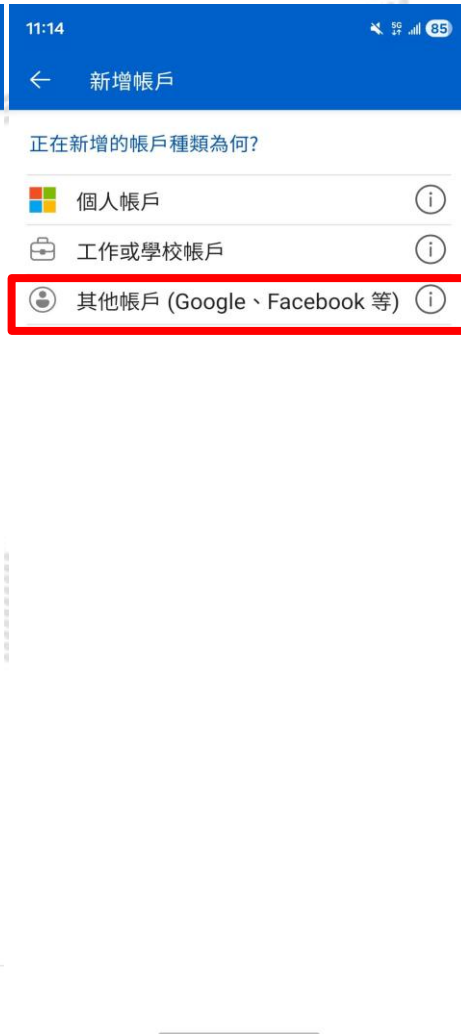 11:14 5G 85
新增帳戶
正在新增的帳戶種類為何?
個人帳戶
工作或學校帳戶
其他帳戶 (Google、Facebook 等)